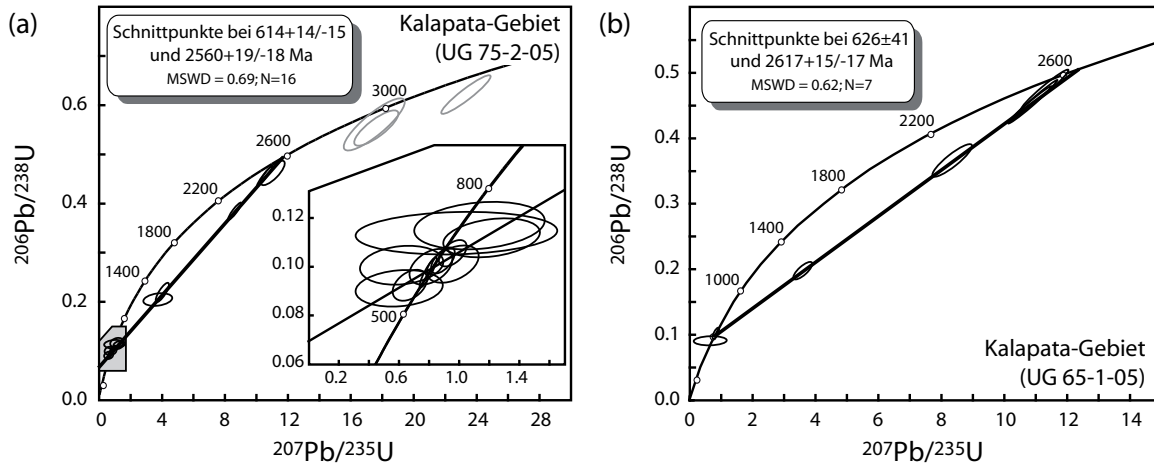 (a)
Schnittpunkte bei 614+14/-15
und 2560+19/-18 Ma
MSWD = 0.69; N=16
Kalapata-Gebiet
(UG 75-2-05)
206Pb/238U
0.6
0.4
0.2
0.0
1400
1800
2200
2600
3000
0.12
0.10
0.08
0.06
500
800
0.2
0.6
1.0
1.4
0
4
8
12
16
20
24
28
207Pb/235U
(b)
Schnittpunkte bei 626±41
und 2617+15/-17 Ma
MSWD = 0.62; N=7
206Pb/238U
0.5
0.4
0.3
0.2
0.1
0.0
1000
1400
1800
2200
2600
Kalapata-Gebiet
(UG 65-1-05)
0
2
4
6
8
10
12
14
207Pb/235U